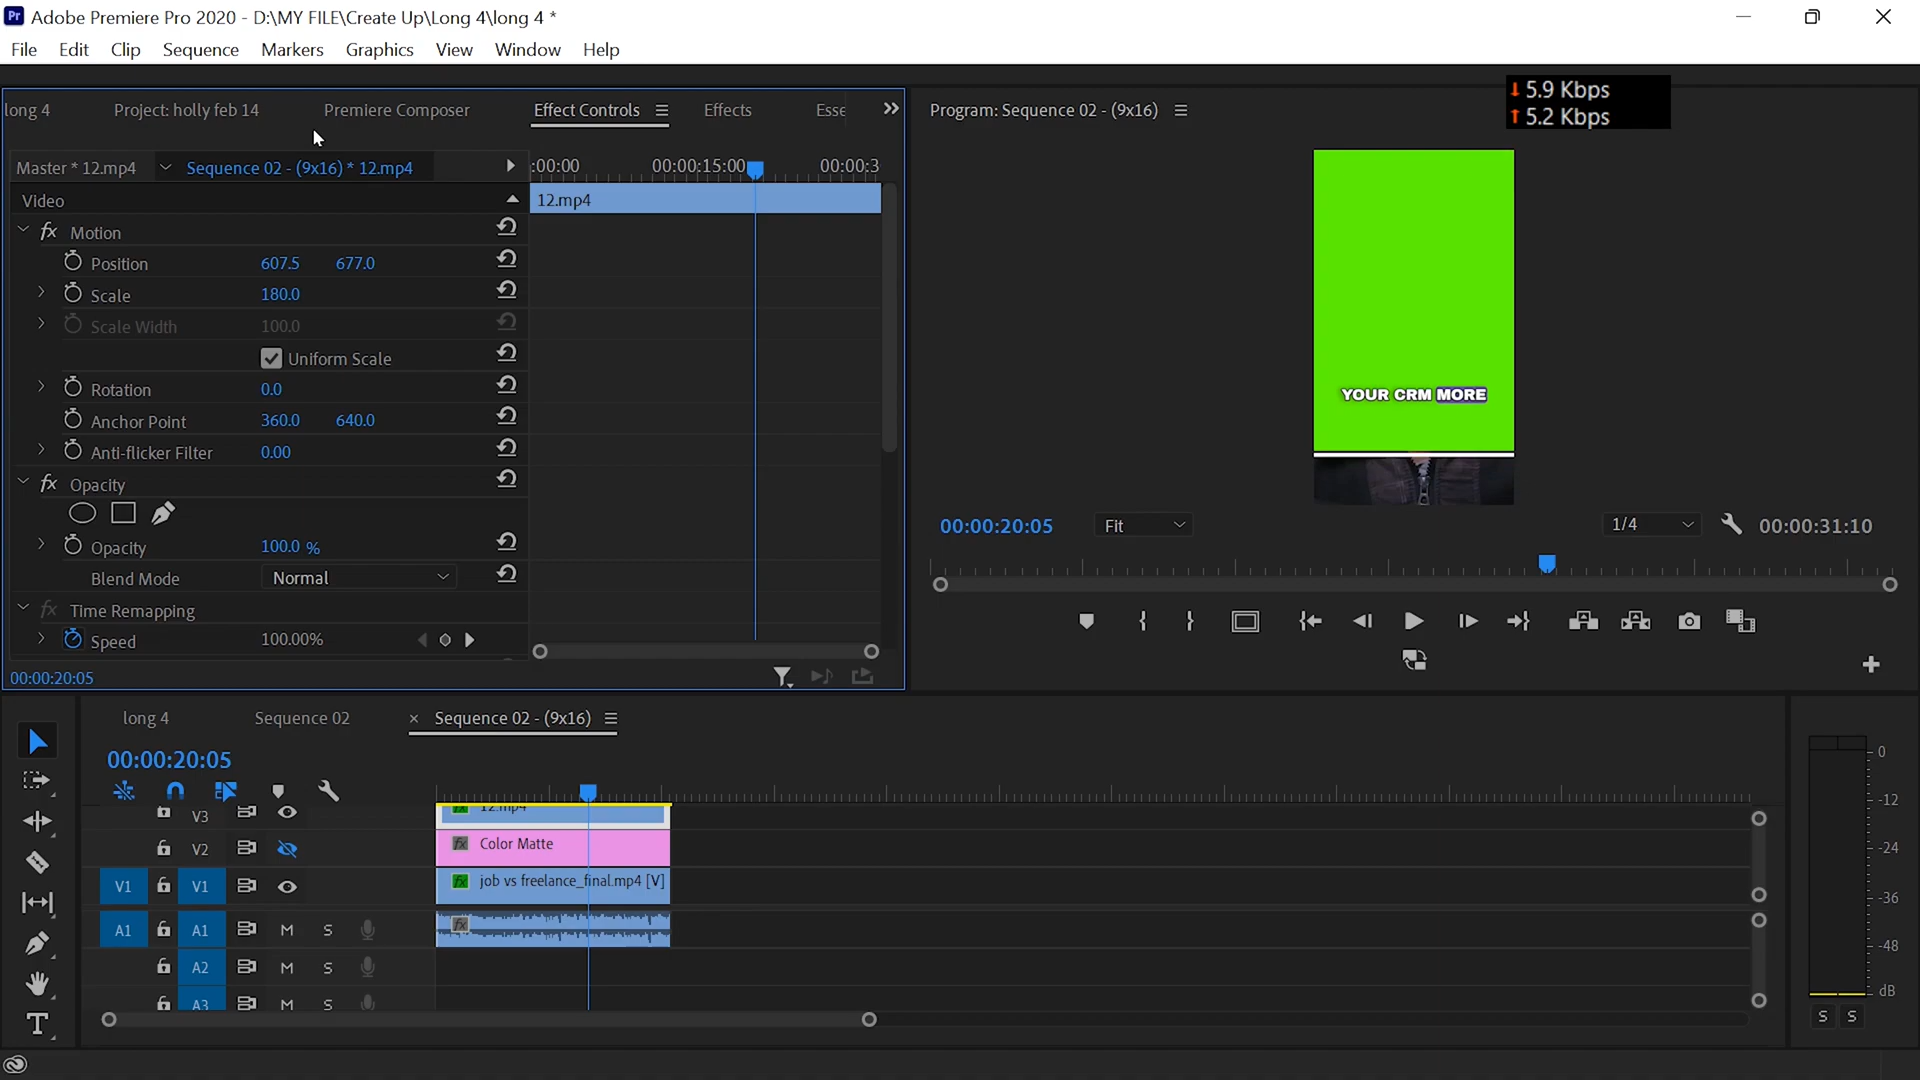 Pr Adobe Premiere Pro 2020 - D:\MY FILE\Create Up\Long 4\long 4 *
File Edit Clip Sequence Markers Graphics View Window Help
↓ 5.9 Kbps
↑ 5.2 Kbps
long 4 Project: holly feb 14 Premiere Composer Effect Controls Effects Esse
Program: Sequence 02 - (9x16)
Master * 12.mp4 Sequence 02 - (9x16) * 12.mp4 :00:00 00:00:15:00 00:00:3
Video 12.mp4
fx Motion
Position 607.5 677.0
Scale 180.0
Scale Width 100.0
Uniform Scale
Rotation 0.0
Anchor Point 360.0 640.0
Anti-flicker Filter 0.00
fx Opacity
Opacity 100.0 %
Blend Mode Normal
fx Time Remapping
Speed 100.00%
00:00:20:05
YOUR CRM MORE
00:00:20:05 Fit 1/4 00:00:31:10
long 4 Sequence 02 × Sequence 02 - (9x16)
00:00:20:05
V3 fx 12.mp4
V2 fx Color Matte
V1 V1 fx job vs freelance_final.mp4 [V]
A1 A1 M S fx
A2 M S
A3 M S
0
-12
-24
-36
-48
dB
S S